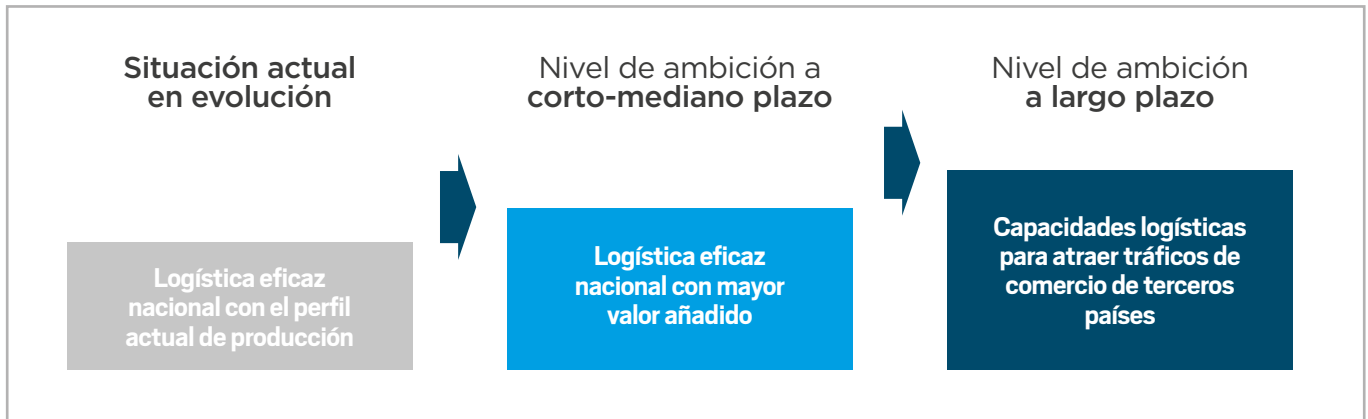 Situación actual
en evolución
Nivel de ambición a
corto-mediano plazo
Nivel de ambición
a largo plazo
Logística eficaz
nacional con el perfil
actual de producción
Logística eficaz
nacional con mayor
valor añadido
Capacidades logísticas
para atraer tráficos de
comercio de terceros
países